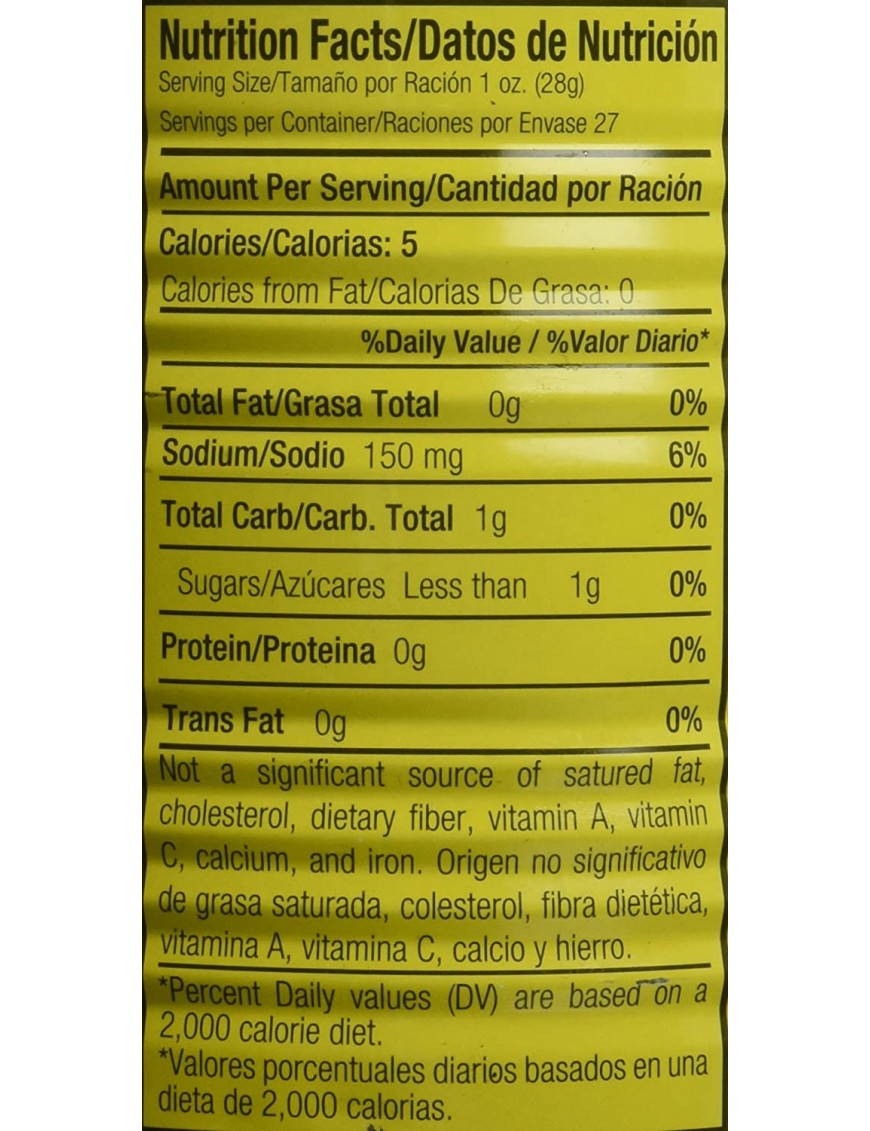 Nutrition Facts/Datos de Nutrición
Serving Size/Tamaño por Ración 1 oz. (28g)
Servings per Container/Raciones por Envase 27
Amount Per Serving/Cantidad por Ración
Calories/Calorias: 5
Calories from Fat/Calorias De Grasa: 0
%Daily Value / %Valor Diario*
Total Fat/Grasa Total 0g 0%
Sodium/Sodio 150 mg 6%
Total Carb/Carb. Total 1g 0%
Sugars/Azúcares Less than 1g 0%
Protein/Proteina 0g 0%
Trans Fat 0g 0%
Not a significant source of satured fat,
cholesterol, dietary fiber, vitamin A, vitamin
C, calcium, and iron. Origen no significativo
de grasa saturada, colesterol, fibra dietética,
vitamina A, vitamina C, calcio y hierro.
*Percent Daily values (DV) are based on a
2,000 calorie diet.
*Valores porcentuales diarios basados en una
dieta de 2,000 calorias.